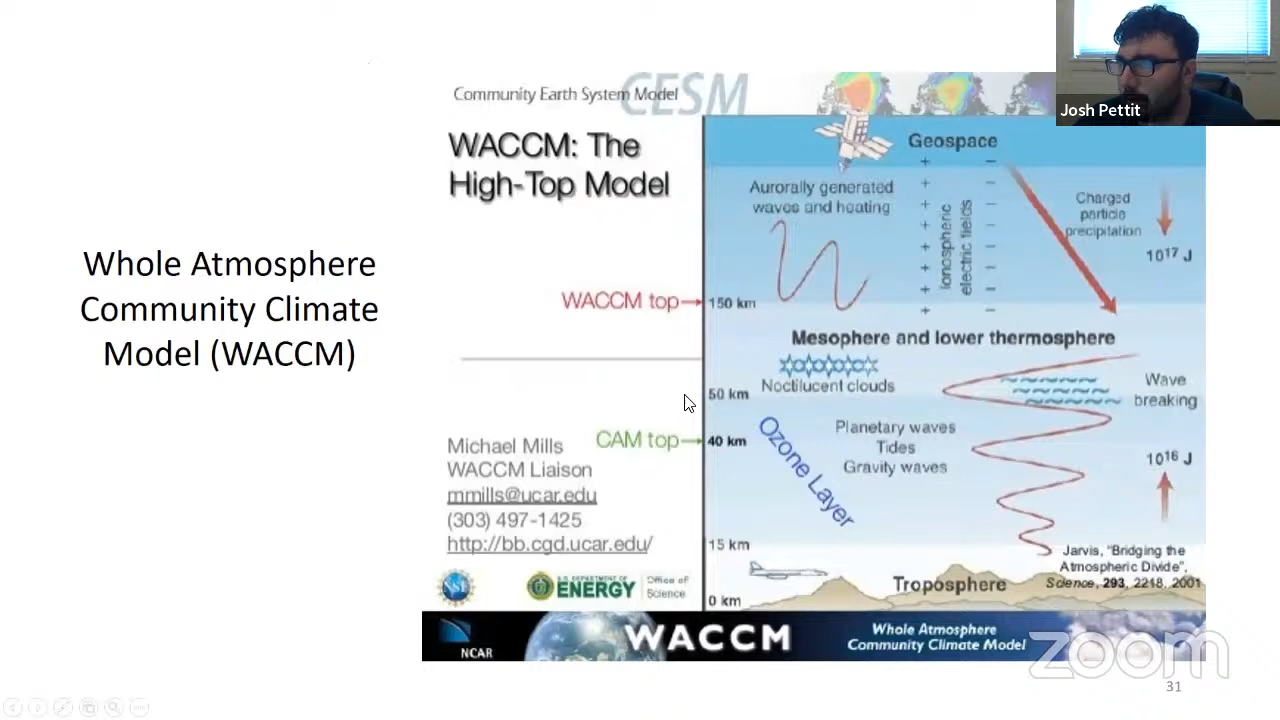 Josh Pettit
Whole Atmosphere
Community Climate
Model (WACCM)
Community Earth System Model
CESM
WACCM: The
High-Top Model
WACCM top
CAM top
Michael Mills
WACCM Liaison
mmills@ucar.edu
(303) 497-1425
http://bb.cgd.ucar.edu/
NSF
U.S. DEPARTMENT OF
ENERGY
Office of
Science
Geospace
Aurorally generated
waves and heating
ionospheric
electric fields
Charged
particle
precipitation
10¹⁷ J
150 km
Mesophere and lower thermosphere
Noctilucent clouds
Wave
breaking
50 km
40 km
Planetary waves
Tides
Gravity waves
Ozone Layer
10¹⁶ J
15 km
Jarvis, "Bridging the
Atmospheric Divide",
Science, 293, 2218, 2001
Troposphere
0 km
NCAR
WACCM
Whole Atmosphere
Community Climate Model
zoom
31